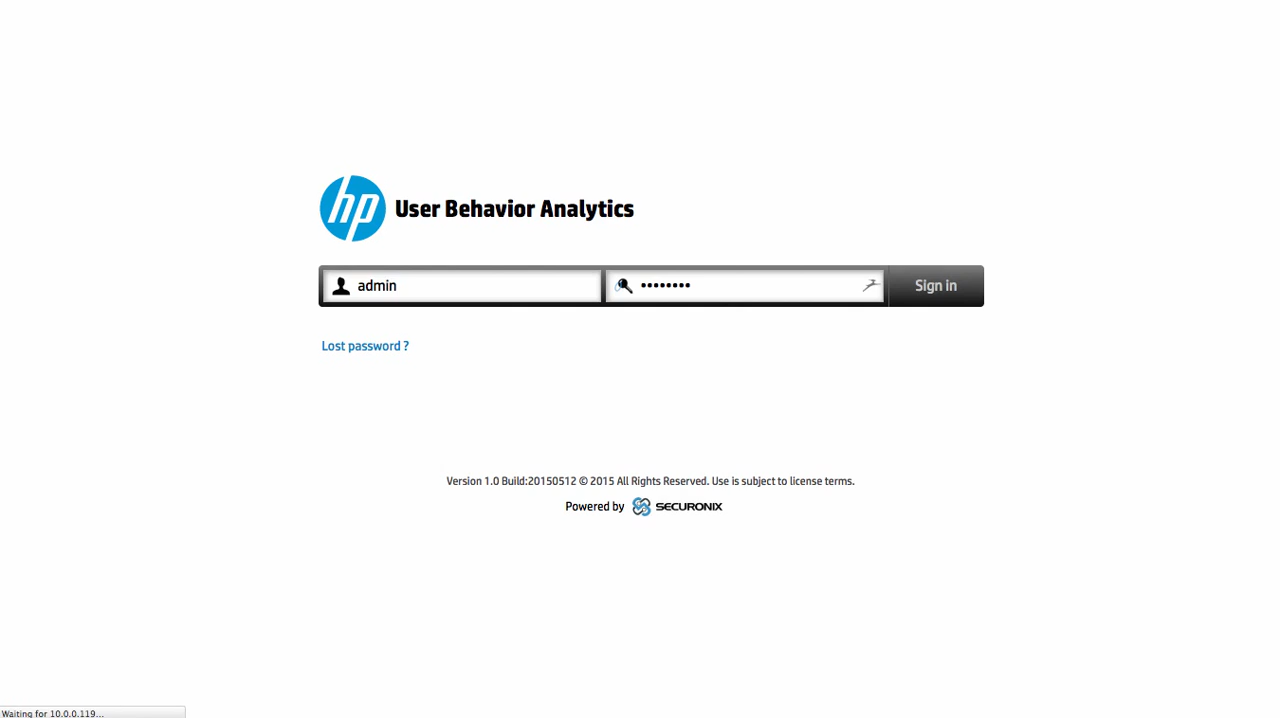 hp User Behavior Analytics
admin
••••••••
Sign in
Lost password ?
Version 1.0 Build:20150512 © 2015 All Rights Reserved. Use is subject to license terms.
Powered by SECURONIX
Waiting for 10.0.0.119...